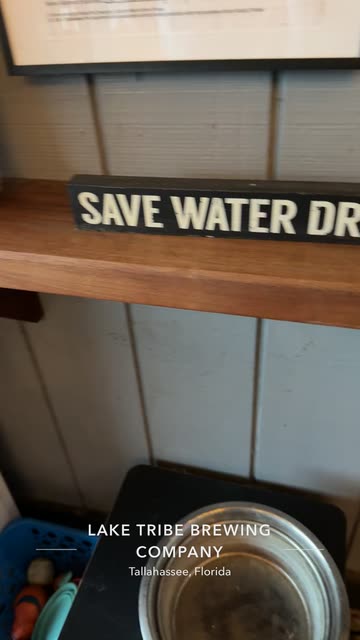 SAVE WATER DR
LAKE TRIBE BREWING
COMPANY
Tallahassee, Florida